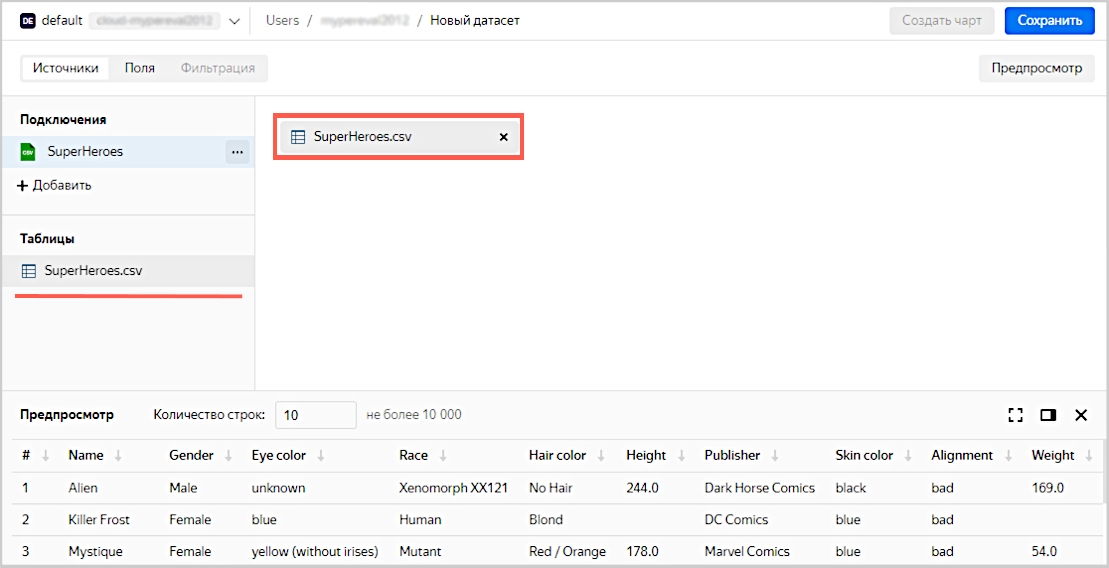 DE default Users / / Новый датасет Создать чарт Сохранить
Источники Поля Фильтрация Предпросмотр
Подключения
CSV SuperHeroes ...
+ Добавить
Таблицы
SuperHeroes.csv
SuperHeroes.csv ×
Предпросмотр Количество строк: 10 не более 10 000
# Name Gender Eye color Race Hair color Height Publisher Skin color Alignment Weight
1 Alien Male unknown Xenomorph XX121 No Hair 244.0 Dark Horse Comics black bad 169.0
2 Killer Frost Female blue Human Blond DC Comics blue bad
3 Mystique Female yellow (without irises) Mutant Red / Orange 178.0 Marvel Comics blue bad 54.0